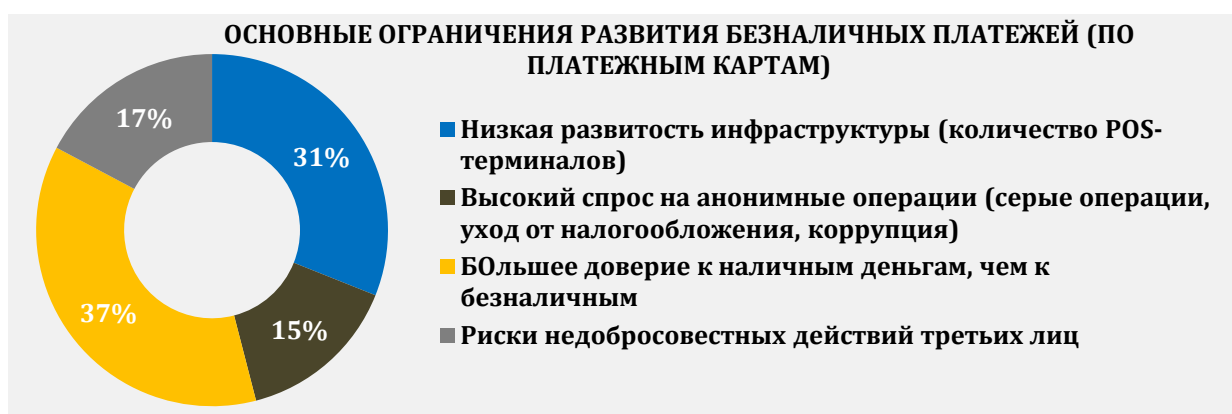 ОСНОВНЫЕ ОГРАНИЧЕНИЯ РАЗВИТИЯ БЕЗНАЛИЧНЫХ ПЛАТЕЖЕЙ (ПО
ПЛАТЕЖНЫМ КАРТАМ)
17%
31%
37%
15%
Низкая развитость инфраструктуры (количество POS-
терминалов)
Высокий спрос на анонимные операции (серые операции,
уход от налогообложения, коррупция)
БОльшее доверие к наличным деньгам, чем к
безналичным
Риски недобросовестных действий третьих лиц